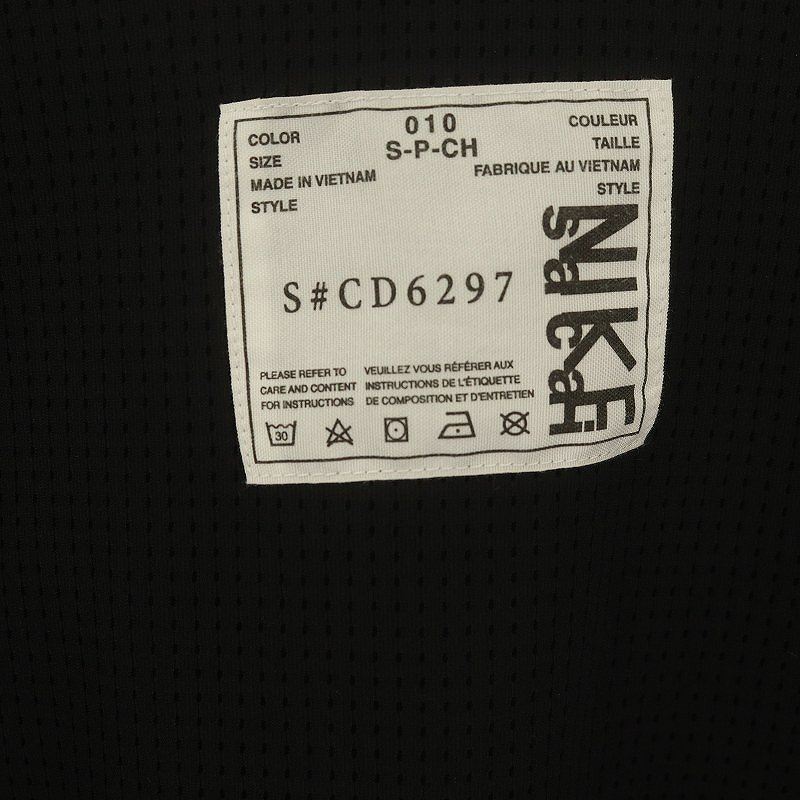 COLOR 010 COULEUR
SIZE S-P-CH TAILLE
MADE IN VIETNAM FABRIQUE AU VIETNAM
STYLE STYLE
S#CD6297
NIKE
sacai
PLEASE REFER TO
CARE AND CONTENT
FOR INSTRUCTIONS
VEUILLEZ VOUS RÉFÉRER AUX
INSTRUCTIONS DE L'ÉTIQUETTE
DE COMPOSITION ET D'ENTRETIEN
30